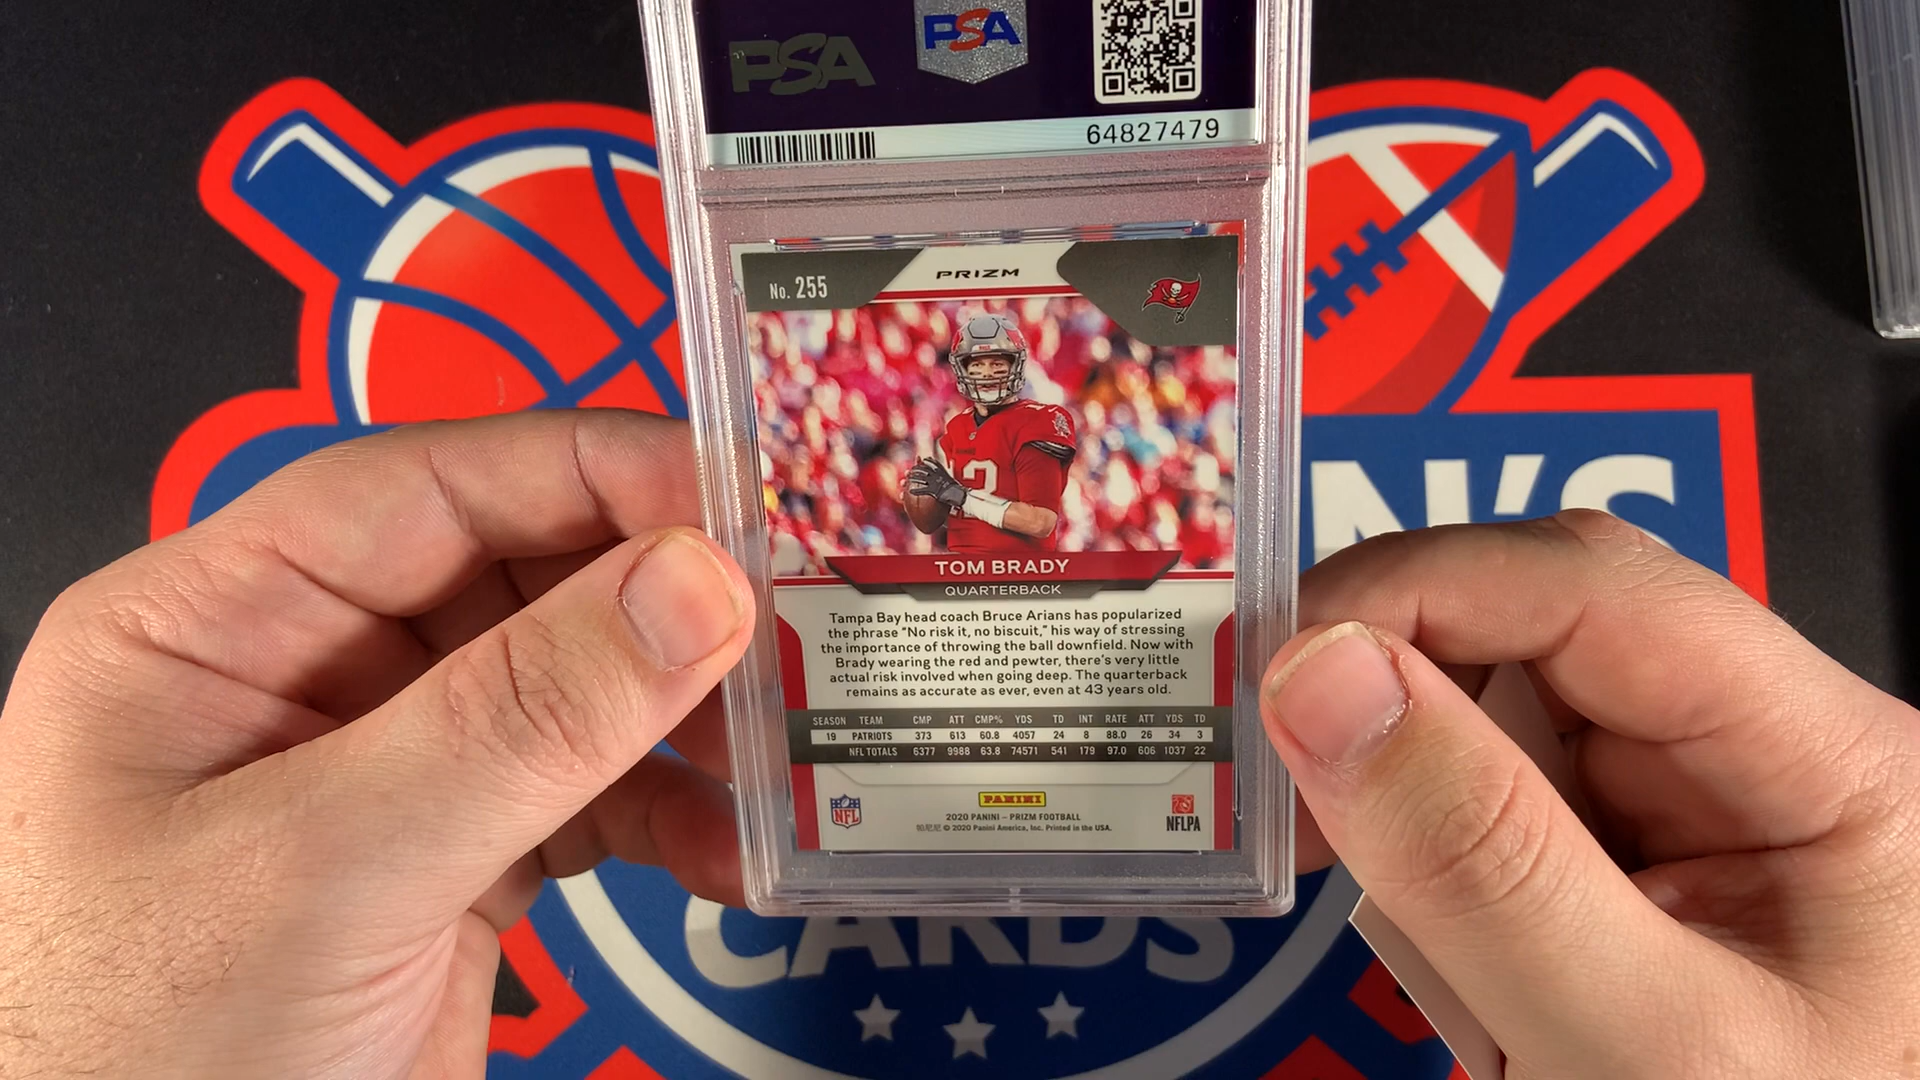 PSA
PSA
64827479
No. 255
PRIZM
12
TOM BRADY
QUARTERBACK
Tampa Bay head coach Bruce Arians has popularized
the phrase "No risk it, no biscuit," his way of stressing
the importance of throwing the ball downfield. Now with
Brady wearing the red and pewter, there's very little
actual risk involved when going deep. The quarterback
remains as accurate as ever, even at 43 years old.
SEASON TEAM CMP ATT CMP% YDS TD INT RATE ATT YDS TD
19 PATRIOTS 373 613 60.8 4057 24 8 88.0 26 34 3
NFL TOTALS 6377 9988 63.8 74571 541 179 97.0 606 1037 22
NFL
PANINI
NFLPA
2020 PANINI – PRIZM FOOTBALL
© 2020 Panini America, Inc. Printed in the USA.
N'S
CARDS